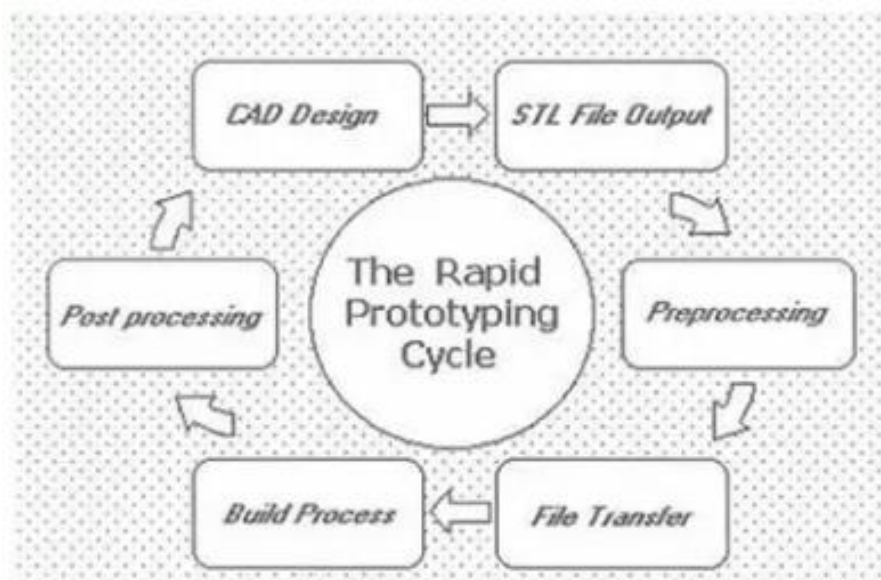 CAD Design
STL File Output
Preprocessing
File Transfer
Build Process
Post processing
The Rapid
Prototyping
Cycle